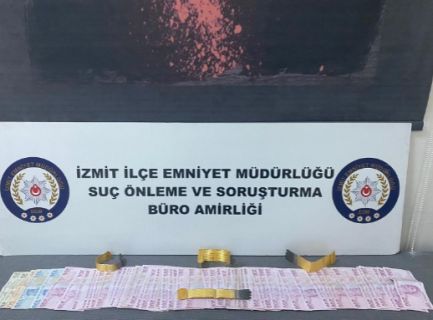 İZMİT İLÇE EMNİYET MÜDÜRLÜĞÜ
SUÇ ÖNLEME VE SORUŞTURMA
BÜRO AMİRLİĞİ